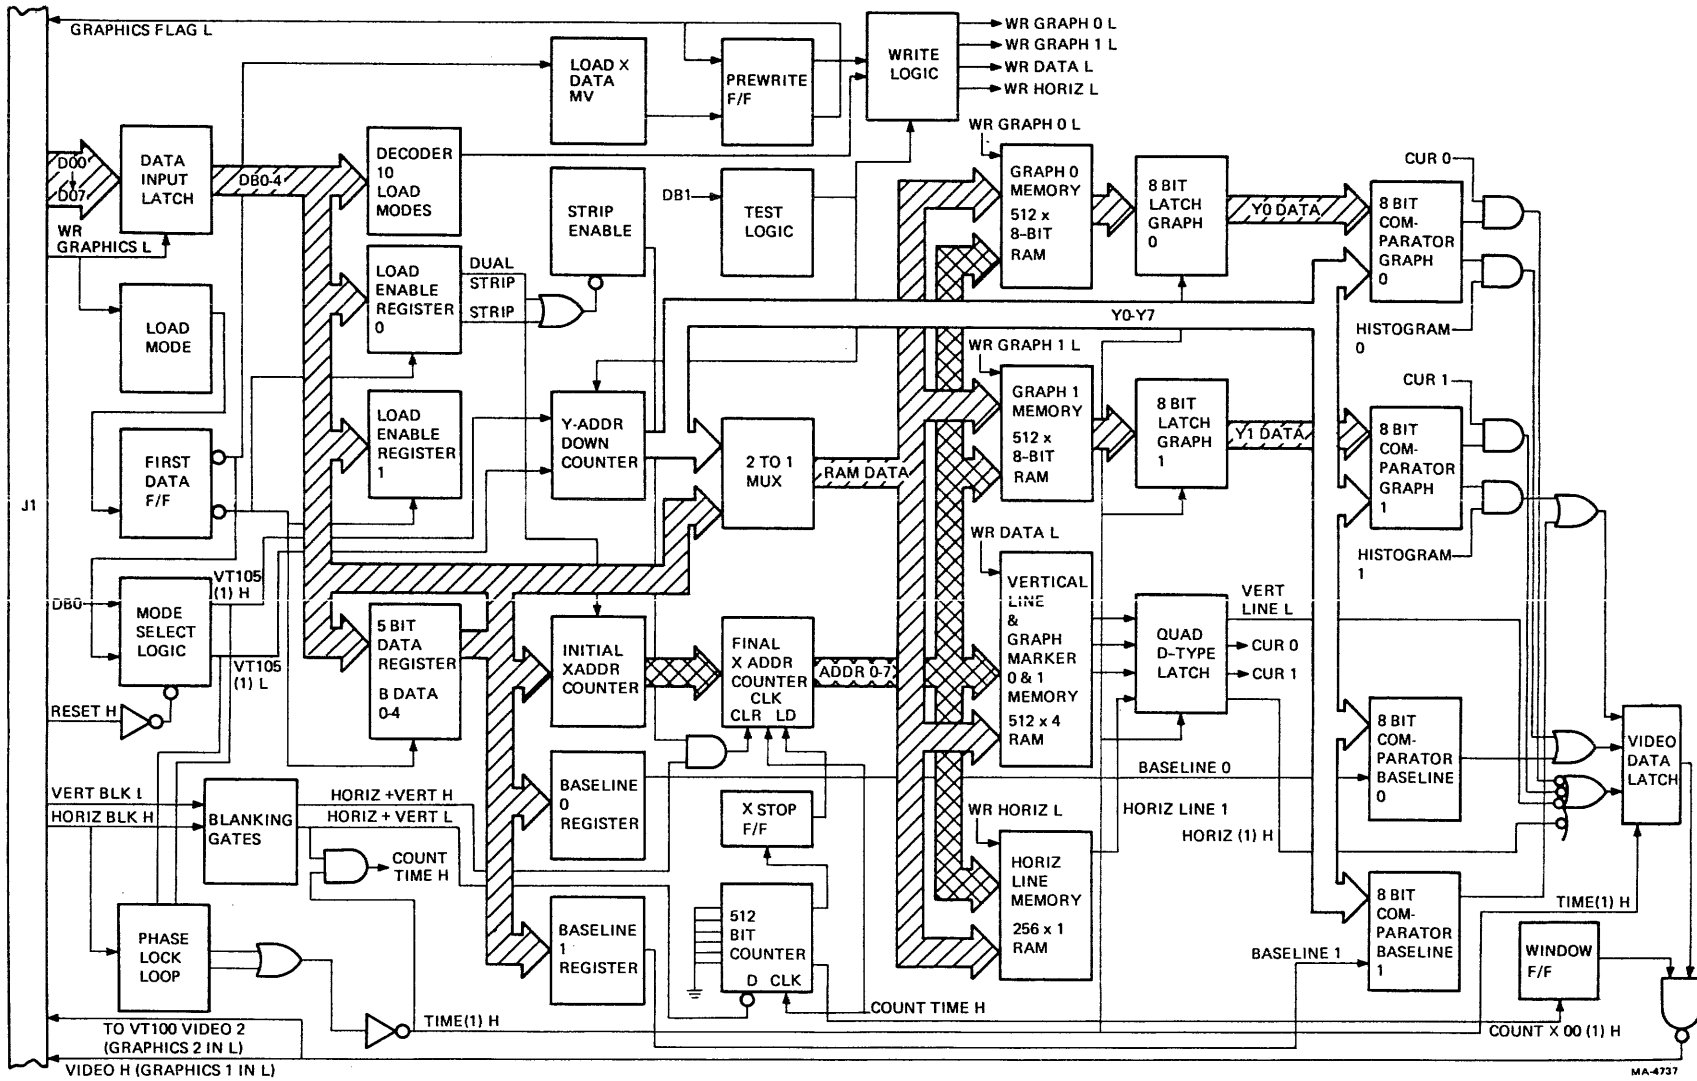 GRAPHICS FLAG L
LOAD X
DATA
MV
PREWRITE
F/F
WRITE
LOGIC
WR GRAPH 0 L
WR GRAPH 1 L
WR DATA L
WR HORIZ L
D00
D07
DATA
INPUT
LATCH
DB0-4
DECODER
10
LOAD
MODES
STRIP
ENABLE
DB1
TEST
LOGIC
WR GRAPH 0 L
GRAPH 0
MEMORY
512 x
8-BIT
RAM
8 BIT
LATCH
GRAPH
0
Y0 DATA
8 BIT
COM-
PARATOR
GRAPH
0
CUR 0
HISTOGRAM
0
WR
GRAPHICS L
LOAD
MODE
LOAD
ENABLE
REGISTER
0
DUAL
STRIP
STRIP
Y0-Y7
WR GRAPH 1 L
GRAPH 1
MEMORY
512 x
8-BIT
RAM
8 BIT
LATCH
GRAPH
1
Y1 DATA
8 BIT
COM-
PARATOR
GRAPH
1
CUR 1
HISTOGRAM
1
J1
FIRST
DATA
F/F
LOAD
ENABLE
REGISTER
1
Y-ADDR
DOWN
COUNTER
2 TO 1
MUX
RAM DATA
WR DATA L
VERTICAL
LINE
&
GRAPH
MARKER
0 & 1
MEMORY
512 x 4
RAM
QUAD
D-TYPE
LATCH
VERT
LINE L
CUR 0
CUR 1
DB0
MODE
SELECT
LOGIC
VT105
(1) H
VT105
(1) L
RESET H
5 BIT
DATA
REGISTER
B DATA
0-4
INITIAL
XADDR
COUNTER
FINAL
X ADDR
COUNTER
CLK
CLR LD
ADDR 0-7
VERT BLK L
HORIZ BLK H
BLANKING
GATES
HORIZ +VERT H
HORIZ + VERT L
COUNT
TIME H
BASELINE
0
REGISTER
X STOP
F/F
BASELINE 0
WR HORIZ L
HORIZ
LINE
MEMORY
256 x 1
RAM
HORIZ LINE 1
HORIZ (1) H
8 BIT
COM-
PARATOR
BASELINE
0
VIDEO
DATA
LATCH
PHASE
LOCK
LOOP
BASELINE
1
REGISTER
512
BIT
COUNTER
D CLK
COUNT TIME H
BASELINE 1
8 BIT
COM-
PARATOR
BASELINE
1
TIME(1) H
WINDOW
F/F
TIME(1) H
COUNT X 00 (1) H
TO VT100 VIDEO 2
(GRAPHICS 2 IN L)
VIDEO H (GRAPHICS 1 IN L)
MA-4737